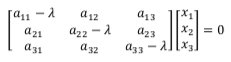 [a₁₁ − λ a₁₂ a₁₃] [x₁]
[a₂₁ a₂₂ − λ a₂₃] [x₂] = 0
[a₃₁ a₃₂ a₃₃ − λ] [x₃]